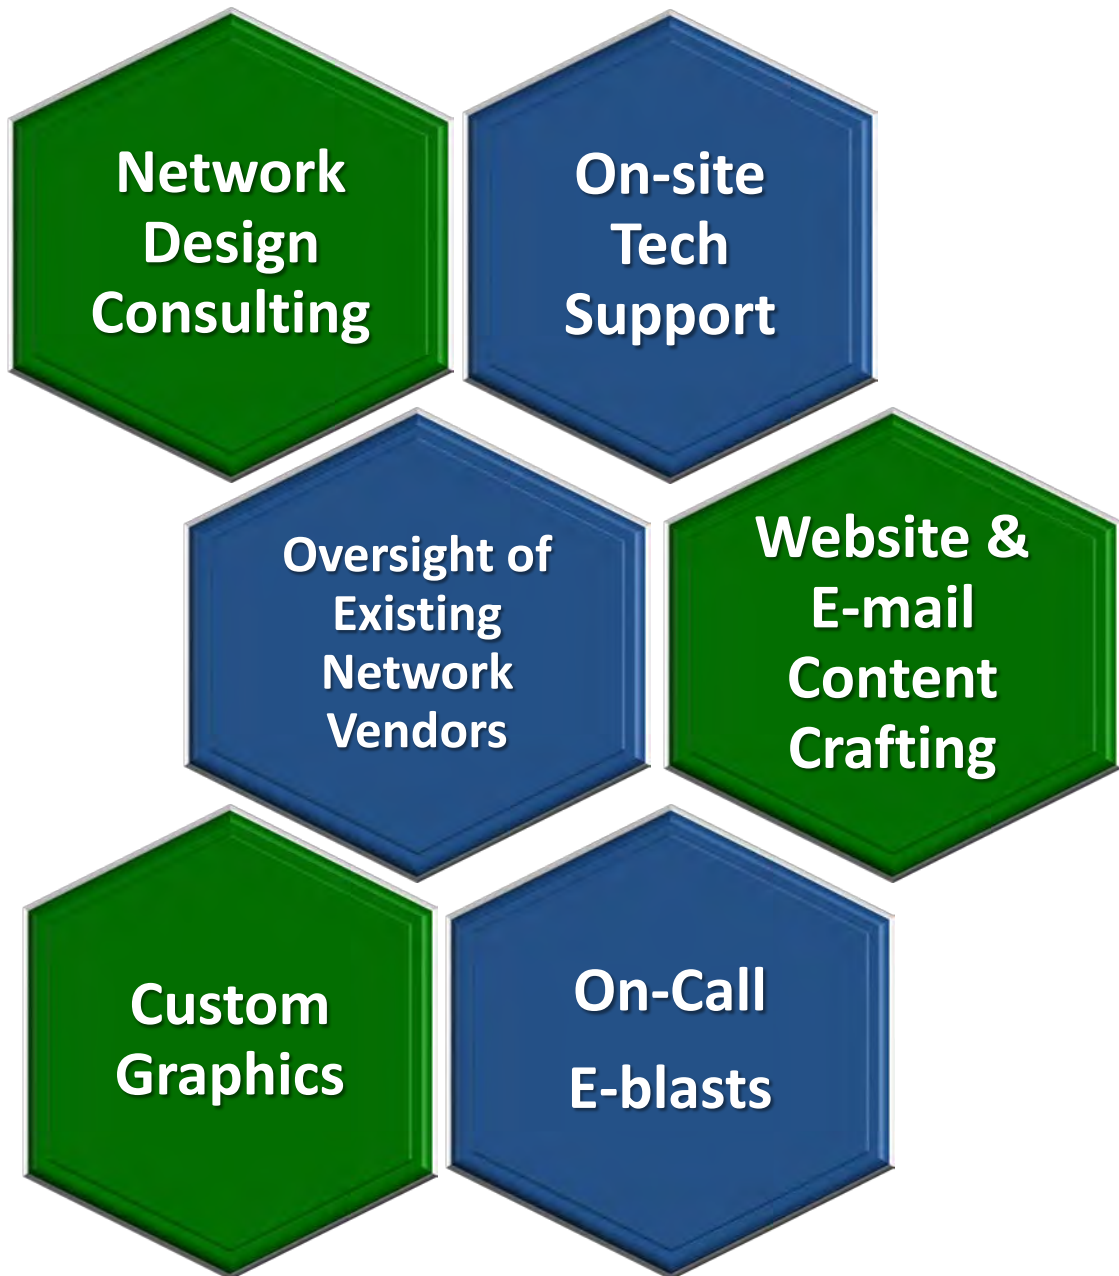 Network
Design
Consulting
On-site
Tech
Support
Oversight of
Existing
Network
Vendors
Website &
E-mail
Content
Crafting
Custom
Graphics
On-Call
E-blasts